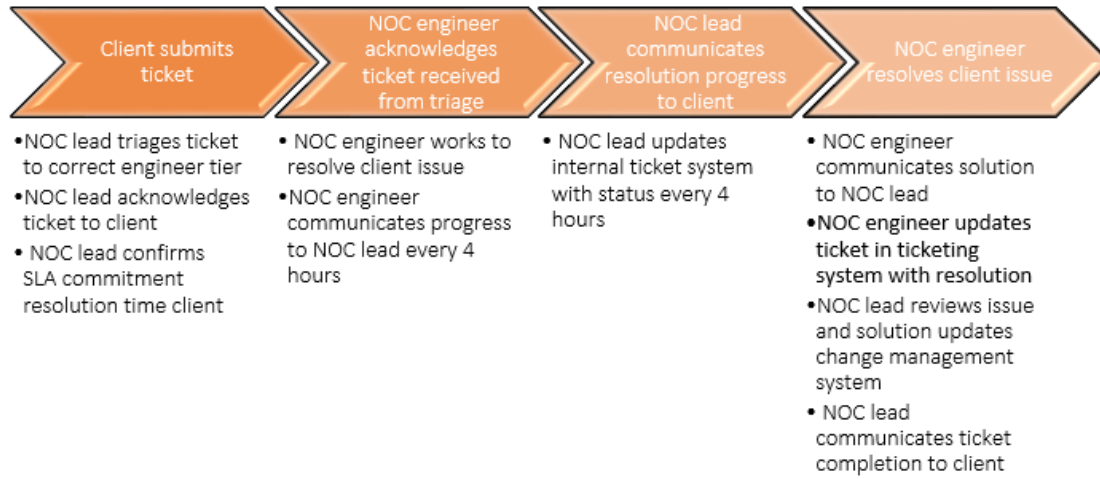 Client submits
ticket
NOC engineer
acknowledges
ticket received
from triage
NOC lead
communicates
resolution progress
to client
NOC engineer
resolves client issue
•NOC lead triages ticket
to correct engineer tier
•NOC lead acknowledges
ticket to client
• NOC lead confirms
SLA commitment
resolution time client
• NOC engineer works to
resolve client issue
•NOC engineer
communicates progress
to NOC lead every 4
hours
• NOC lead updates
internal ticket system
with status every 4
hours
• NOC engineer
communicates solution
to NOC lead
•NOC engineer updates
ticket in ticketing
system with resolution
•NOC lead reviews issue
and solution updates
change management
system
• NOC lead
communicates ticket
completion to client